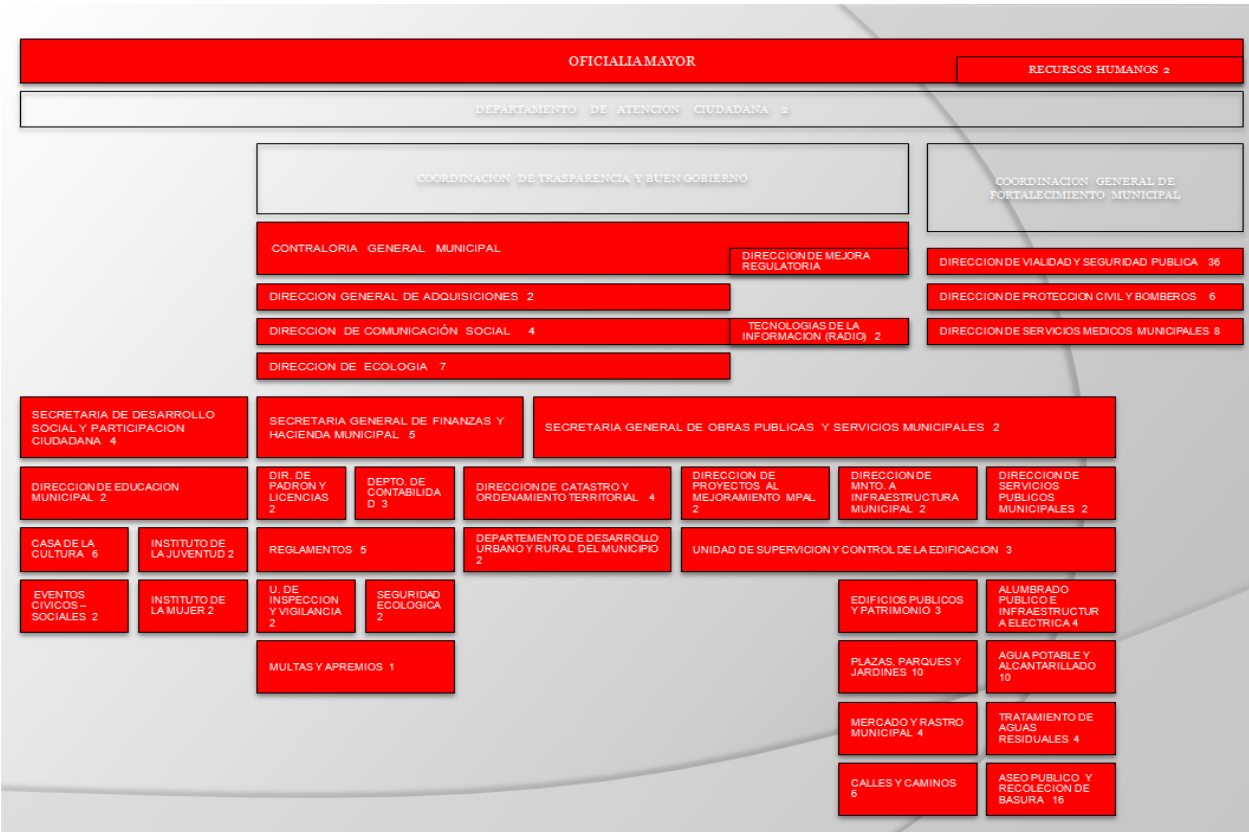 OFICIALIA MAYOR
RECURSOS HUMANOS 2
DEPARTAMENTO DE ATENCION CIUDADANA 2
COORDINACION DE TRASPARENCIA Y BUEN GOBIERNO
COORDINACION GENERAL DE
FORTALECIMIENTO MUNICIPAL
CONTRALORIA GENERAL MUNICIPAL
DIRECCION DE MEJORA
REGULATORIA
DIRECCION DE VIALIDAD Y SEGURIDAD PUBLICA 36
DIRECCION GENERAL DE ADQUISICIONES 2
DIRECCION DE PROTECCION CIVIL Y BOMBEROS 6
DIRECCION DE COMUNICACIÓN SOCIAL 4
TECNOLOGIAS DE LA
INFORMACION (RADIO) 2
DIRECCION DE SERVICIOS MEDICOS MUNICIPALES 8
DIRECCION DE ECOLOGIA 7
SECRETARIA DE DESARROLLO
SOCIAL Y PARTICIPACION
CIUDADANA 4
SECRETARIA GENERAL DE FINANZAS Y
HACIENDA MUNICIPAL 5
SECRETARIA GENERAL DE OBRAS PUBLICAS Y SERVICIOS MUNICIPALES 2
DIRECCION DE EDUCACION
MUNICIPAL 2
DIR. DE
PADRON Y
LICENCIAS
2
DEPTO. DE
CONTABILIDA
D 3
DIRECCION DE CATASTRO Y
ORDENAMIENTO TERRITORIAL 4
DIRECCION DE
PROYECTOS AL
MEJORAMIENTO MPAL
2
DIRECCION DE
MNTO. A
INFRAESTRUCTURA
MUNICIPAL 2
DIRECCION DE
SERVICIOS
PUBLICOS
MUNICIPALES 2
CASA DE LA
CULTURA 6
INSTITUTO DE
LA JUVENTUD 2
REGLAMENTOS 5
DEPARTEMENTO DE DESARROLLO
URBANO Y RURAL DEL MUNICIPIO
2
UNIDAD DE SUPERVICION Y CONTROL DE LA EDIFICACION 3
EVENTOS
CIVICOS –
SOCIALES 2
INSTITUTO DE
LA MUJER 2
U. DE
INSPECCION
Y VIGILANCIA
2
SEGURIDAD
ECOLOGICA
2
EDIFICIOS PUBLICOS
Y PATRIMONIO 3
ALUMBRADO
PUBLICO E
INFRAESTRUCTUR
A ELECTRICA 4
MULTAS Y APREMIOS 1
PLAZAS, PARQUES Y
JARDINES 10
AGUA POTABLE Y
ALCANTARILLADO
10
MERCADO Y RASTRO
MUNICIPAL 4
TRATAMIENTO DE
AGUAS
RESIDUALES 4
CALLES Y CAMINOS
6
ASEO PUBLICO Y
RECOLECION DE
BASURA 16